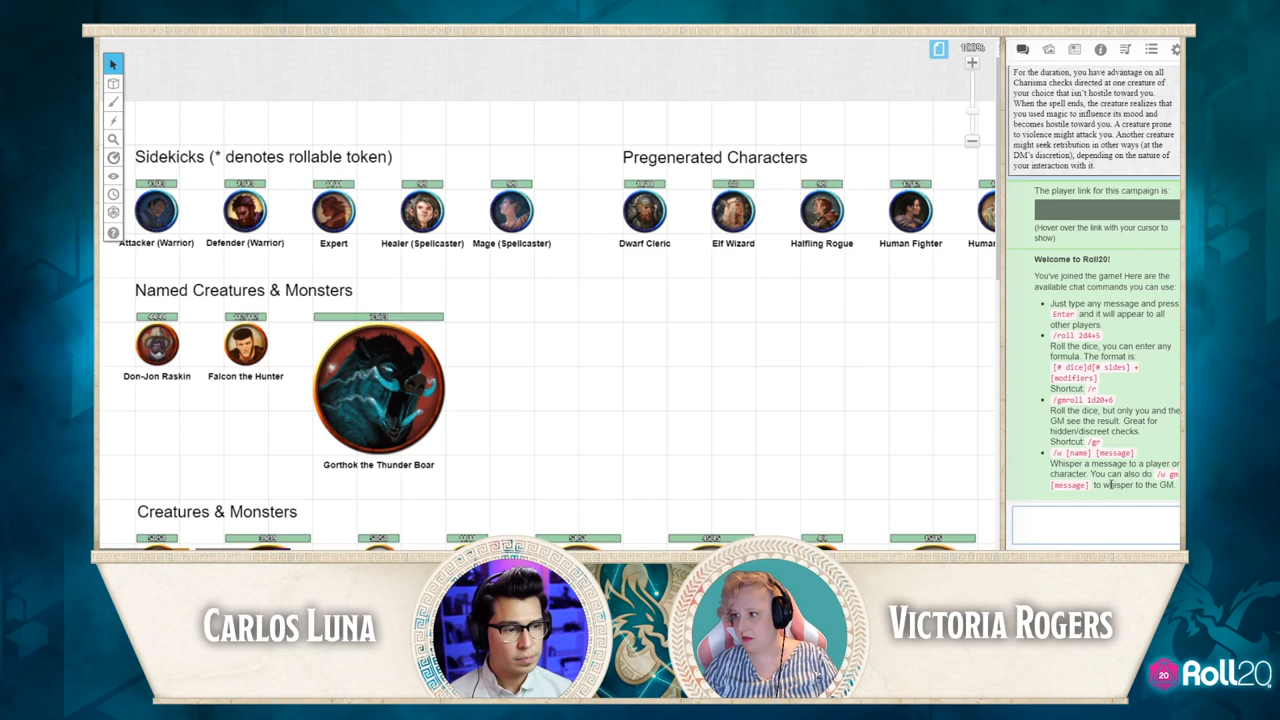 100%
Sidekicks (* denotes rollable token)
Pregenerated Characters
Attacker (Warrior)
Defender (Warrior)
Expert
Healer (Spellcaster)
Mage (Spellcaster)
Dwarf Cleric
Elf Wizard
Halfling Rogue
Human Fighter
Human
Named Creatures & Monsters
Don-Jon Raskin
Falcon the Hunter
Gorthok the Thunder Boar
Creatures & Monsters
For the duration, you have advantage on all
Charisma checks directed at one creature of
your choice that isn't hostile toward you.
When the spell ends, the creature realizes that
you used magic to influence its mood and
becomes hostile toward you. A creature prone
to violence might attack you. Another creature
might seek retribution in other ways (at the
DM's discretion), depending on the nature of
your interaction with it.
The player link for this campaign is:
(Hover over the link with your cursor to
show)
Welcome to Roll20!
You've joined the game! Here are the
available chat commands you can use:
• Just type any message and press
Enter and it will appear to all
other players.
• /roll 2d4+5
Roll the dice, you can enter any
formula. The format is:
[# dice]d[# sides] +
[modifiers]
Shortcut: /r
• /gmroll 1d20+6
Roll the dice, but only you and the
GM see the result. Great for
hidden/discreet checks.
Shortcut: /gr
• /w [name] [message]
Whisper a message to a player or
character. You can also do /w gm
[message] to whisper to the GM.
CARLOS LUNA
VICTORIA ROGERS
20
Roll20